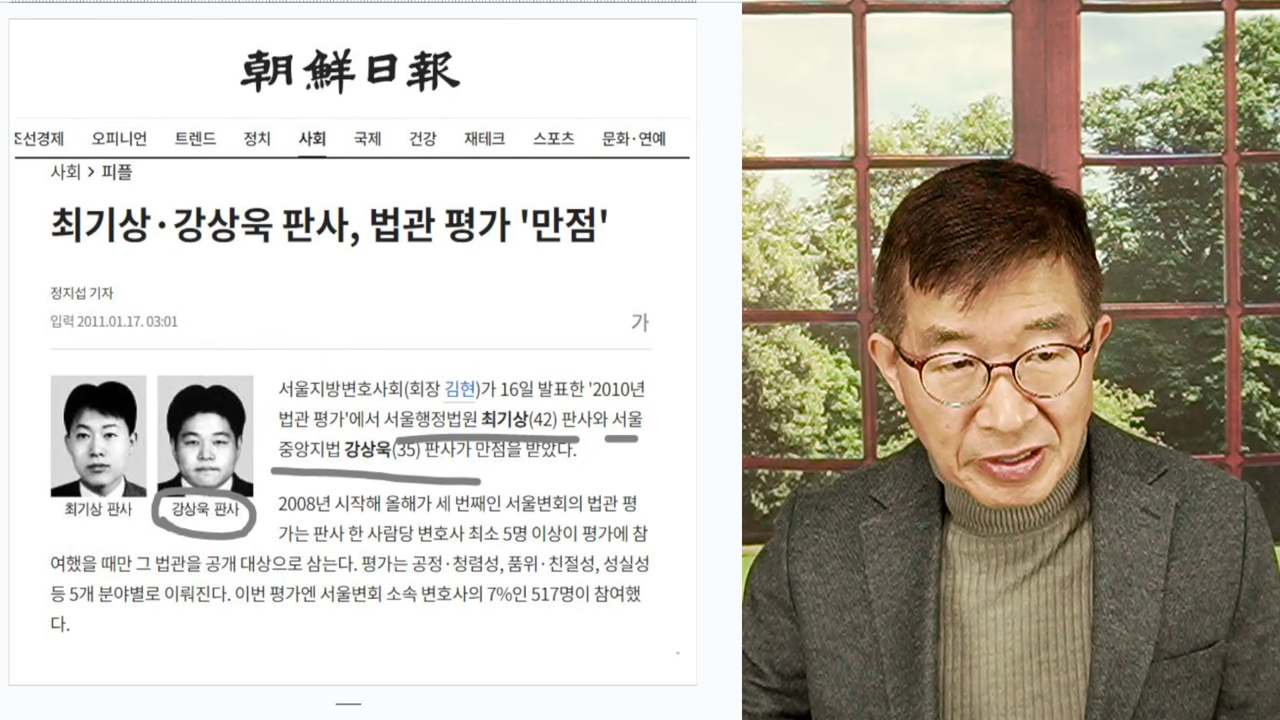 朝鮮日報
조선경제 오피니언 트렌드 정치 사회 국제 건강 재테크 스포츠 문화·연예
사회 > 피플
최기상·강상욱 판사, 법관 평가 '만점'
정지섭 기자
입력 2011.01.17. 03:01
가
최기상 판사
강상욱 판사
서울지방변호사회(회장 김현)가 16일 발표한 '2010년
법관 평가'에서 서울행정법원 최기상(42) 판사와 서울
중앙지법 강상욱(35) 판사가 만점을 받았다.
2008년 시작해 올해가 세 번째인 서울변회의 법관 평
가는 판사 한 사람당 변호사 최소 5명 이상이 평가에 참
여했을 때만 그 법관을 공개 대상으로 삼는다. 평가는 공정·청렴성, 품위·친절성, 성실성
등 5개 분야별로 이뤄진다. 이번 평가엔 서울변회 소속 변호사의 7%인 517명이 참여했
다.